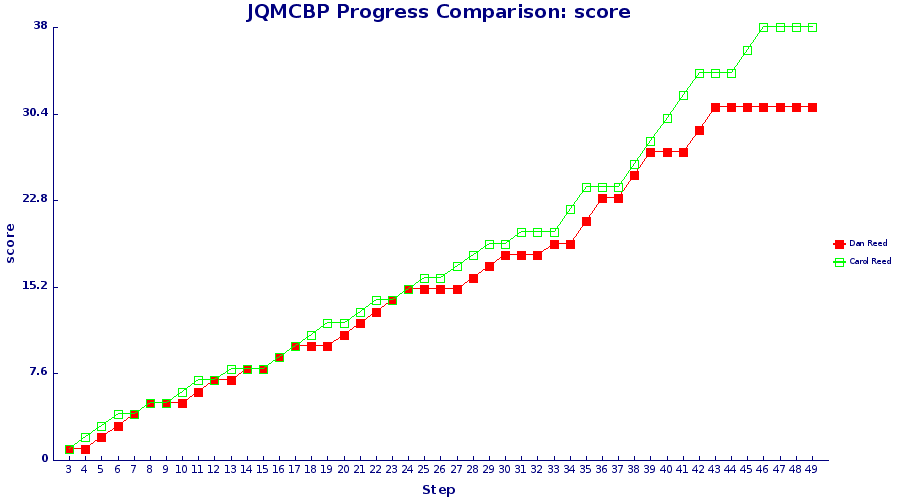 JQMCBP Progress Comparison: score
38
30.4
22.8
15.2
7.6
0
score
3 4 5 6 7 8 9 10 11 12 13 14 15 16 17 18 19 20 21 22 23 24 25 26 27 28 29 30 31 32 33 34 35 36 37 38 39 40 41 42 43 44 45 46 47 48 49
Step
Dan Reed
Carol Reed